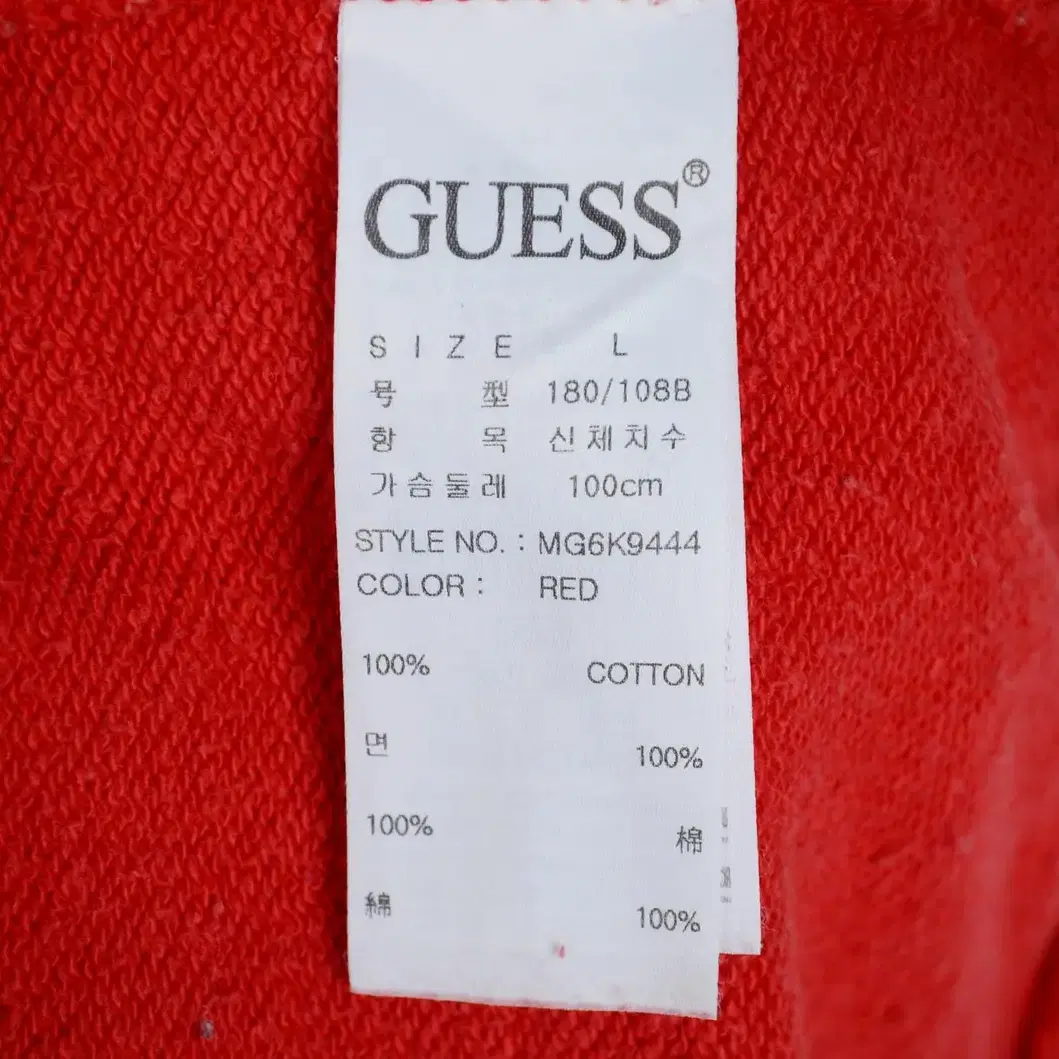 GUESS®
SIZE L
号型 180/108B
항목 신체치수
가슴둘레 100cm
STYLE NO. : MG6K9444
COLOR : RED
100% COTTON
면 100%
100% 棉
綿 100%